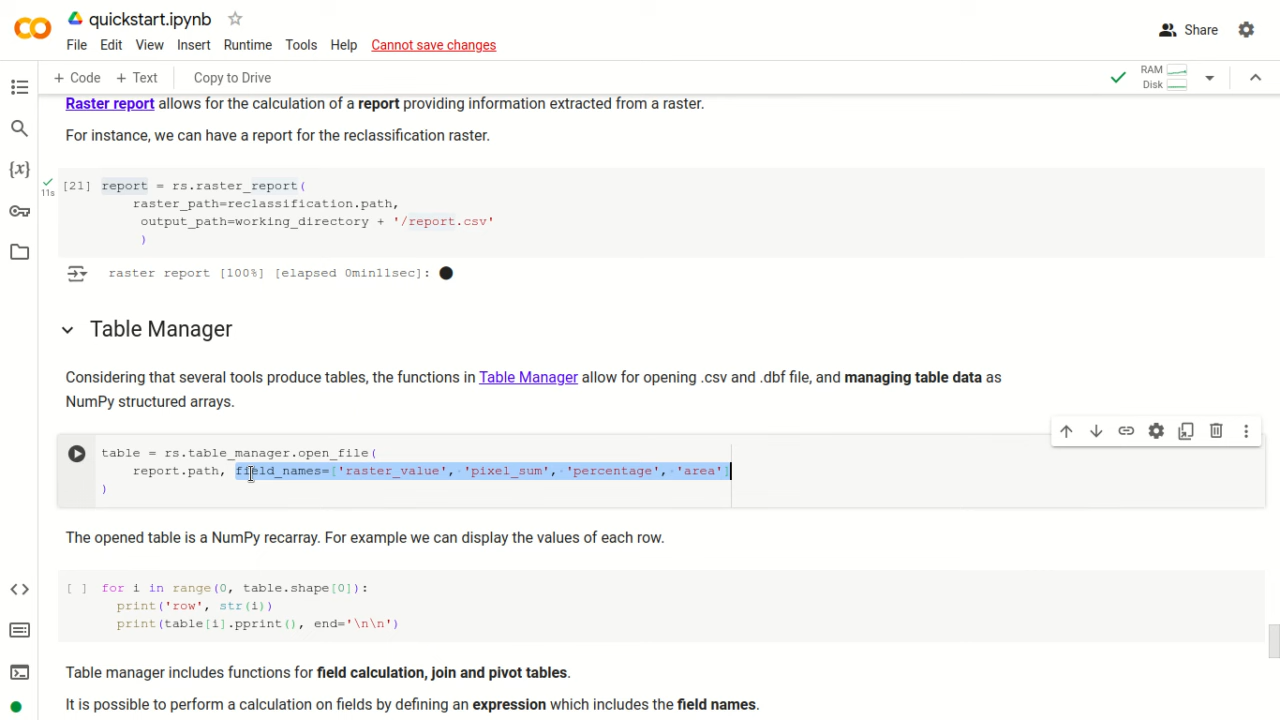 quickstart.ipynb
File Edit View Insert Runtime Tools Help Cannot save changes
Share
+ Code + Text Copy to Drive
RAM
Disk
Raster report allows for the calculation of a report providing information extracted from a raster.
For instance, we can have a report for the reclassification raster.
11s
[21] report = rs.raster_report(
raster_path=reclassification.path,
output_path=working_directory + '/report.csv'
)
raster report [100%] [elapsed 0min11sec]:
Table Manager
Considering that several tools produce tables, the functions in Table Manager allow for opening .csv and .dbf file, and managing table data as
NumPy structured arrays.
table = rs.table_manager.open_file(
report.path, field_names=['raster_value', 'pixel_sum', 'percentage', 'area']
)
The opened table is a NumPy recarray. For example we can display the values of each row.
[ ] for i in range(0, table.shape[0]):
print('row', str(i))
print(table[i].pprint(), end='\n\n')
Table manager includes functions for field calculation, join and pivot tables.
It is possible to perform a calculation on fields by defining an expression which includes the field names.